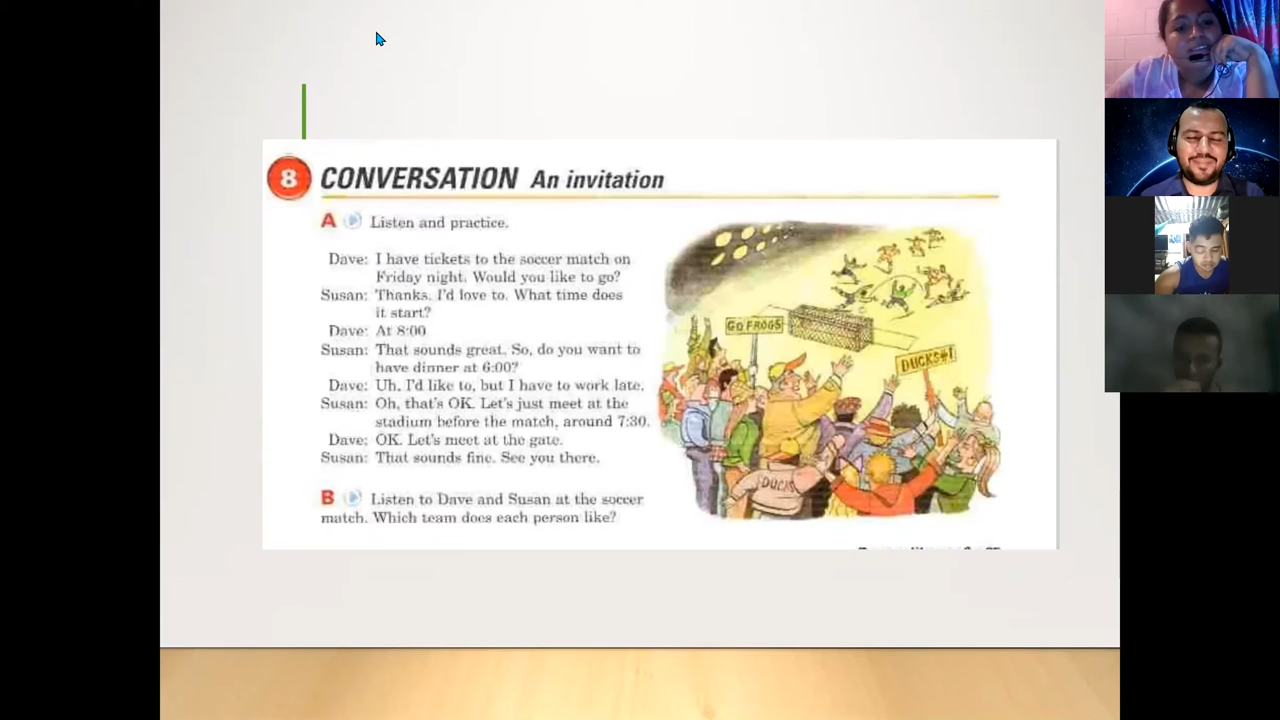 8 CONVERSATION An invitation
A Listen and practice.
Dave: I have tickets to the soccer match on
Friday night. Would you like to go?
Susan: Thanks. I'd love to. What time does
it start?
Dave: At 8:00.
Susan: That sounds great. So, do you want to
have dinner at 6:00?
Dave: Uh, I'd like to, but I have to work late.
Susan: Oh, that's OK. Let's just meet at the
stadium before the match, around 7:30.
Dave: OK. Let's meet at the gate.
Susan: That sounds fine. See you there.
B Listen to Dave and Susan at the soccer
match. Which team does each person like?
GO FROGS
DUCKS#1
DUCKS